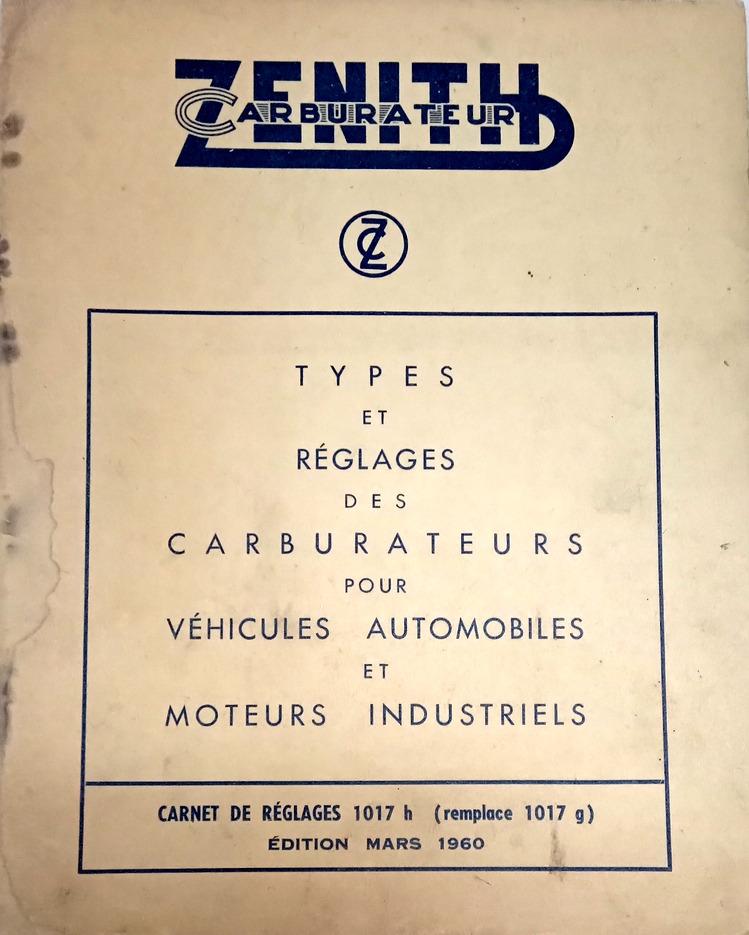 ZENITH
CARBURATEUR
ZC
TYPES
ET
RÉGLAGES
DES
CARBURATEURS
POUR
VÉHICULES AUTOMOBILES
ET
MOTEURS INDUSTRIELS
CARNET DE RÉGLAGES 1017 h (remplace 1017 g)
ÉDITION MARS 1960